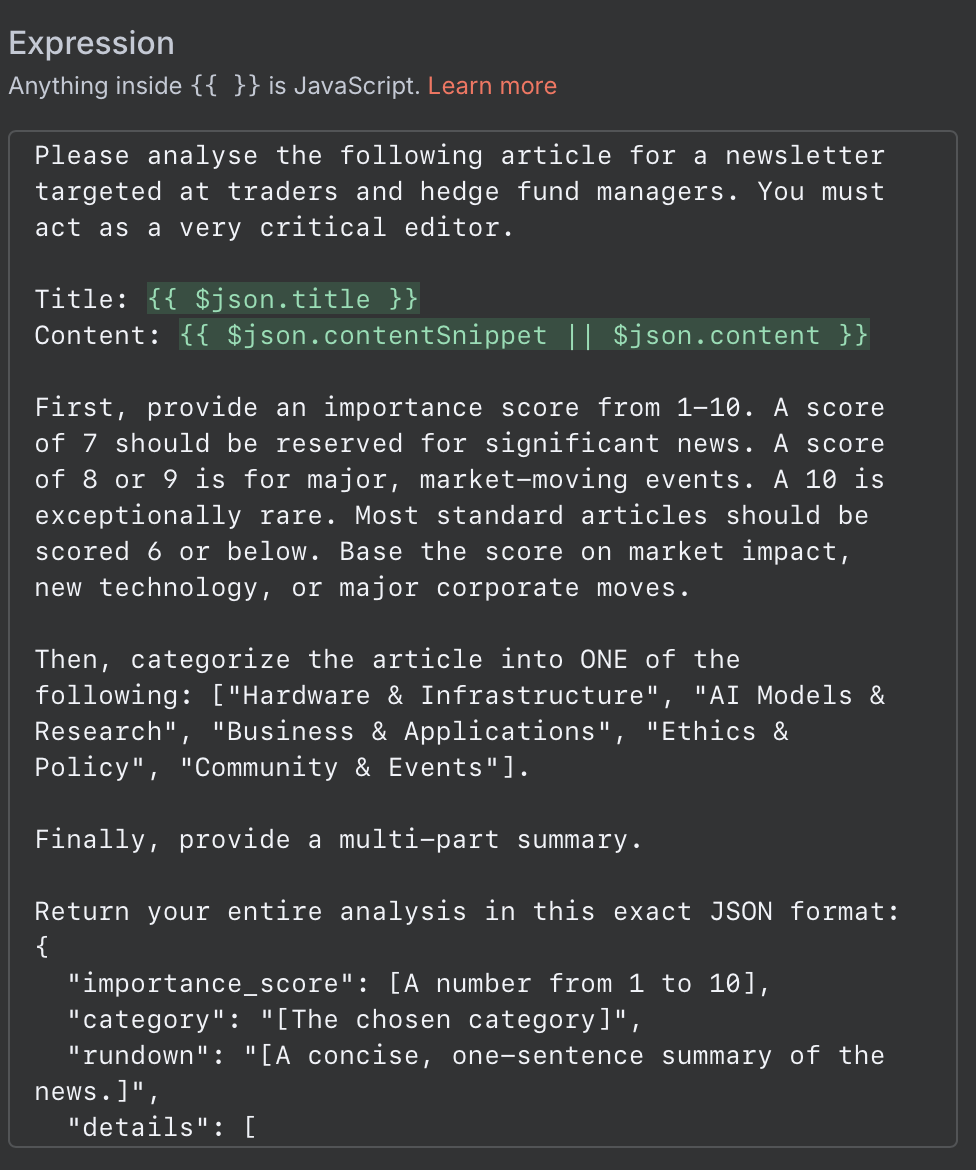 Expression
Anything inside {{ }} is JavaScript. Learn more
Please analyse the following article for a newsletter
targeted at traders and hedge fund managers. You must
act as a very critical editor.
Title: {{ $json.title }}
Content: {{ $json.contentSnippet || $json.content }}
First, provide an importance score from 1-10. A score
of 7 should be reserved for significant news. A score
of 8 or 9 is for major, market-moving events. A 10 is
exceptionally rare. Most standard articles should be
scored 6 or below. Base the score on market impact,
new technology, or major corporate moves.
Then, categorize the article into ONE of the
following: ["Hardware & Infrastructure", "AI Models &
Research", "Business & Applications", "Ethics &
Policy", "Community & Events"].
Finally, provide a multi-part summary.
Return your entire analysis in this exact JSON format:
{
"importance_score": [A number from 1 to 10],
"category": "[The chosen category]",
"rundown": "[A concise, one-sentence summary of the
news.]",
"details": [